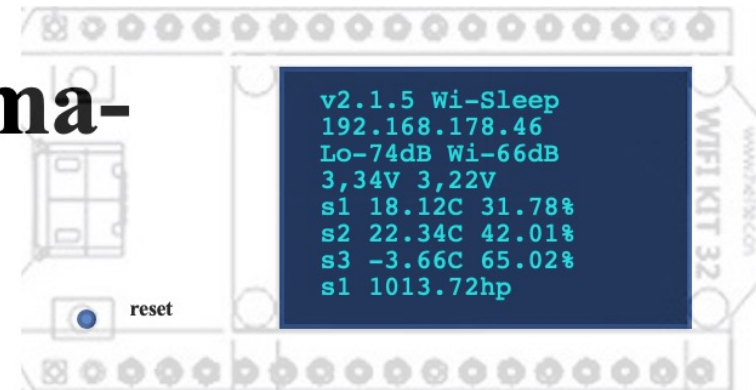 ma-
v2.1.5 Wi-Sleep
192.168.178.46
Lo-74dB Wi-66dB
3,34V 3,22V
s1 18.12C 31.78%
s2 22.34C 42.01%
s3 -3.66C 65.02%
s1 1013.72hp
reset
WIFI KIT 32